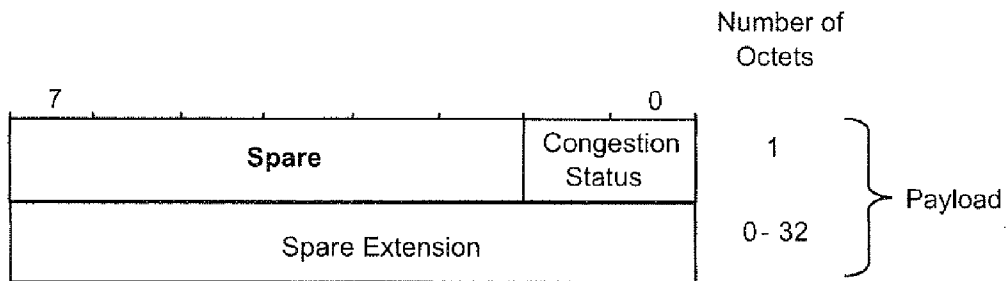 Number of
Octets
7
0
Spare
Congestion
Status
1
Payload
Spare Extension
0- 32